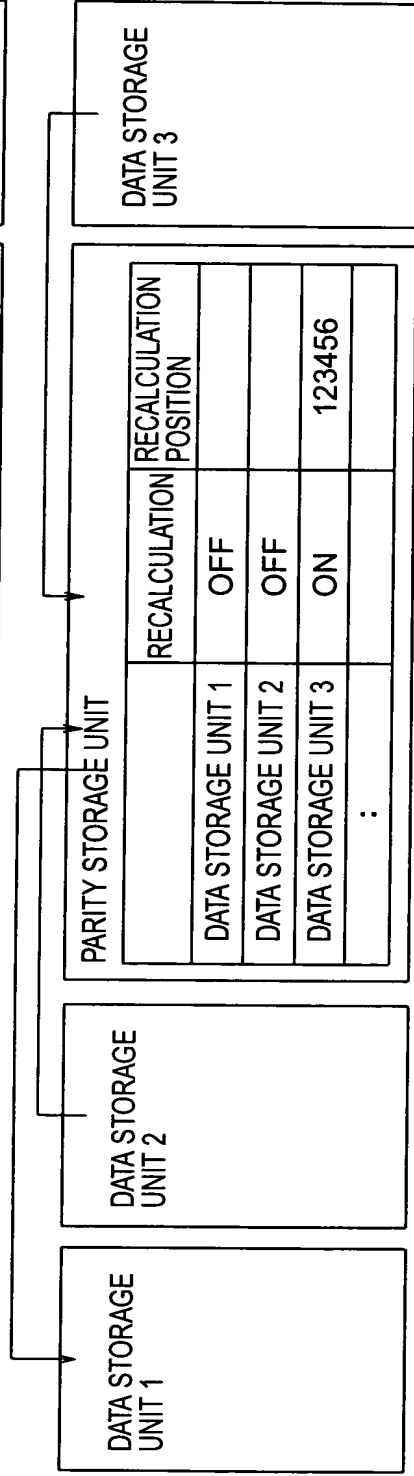 DATA STORAGE
UNIT 1
DATA STORAGE
UNIT 2
PARITY STORAGE UNIT
RECALCULATION
RECALCULATION
POSITION
DATA STORAGE UNIT 1
OFF
DATA STORAGE UNIT 2
OFF
DATA STORAGE UNIT 3
ON
123456
:
DATA STORAGE
UNIT 3